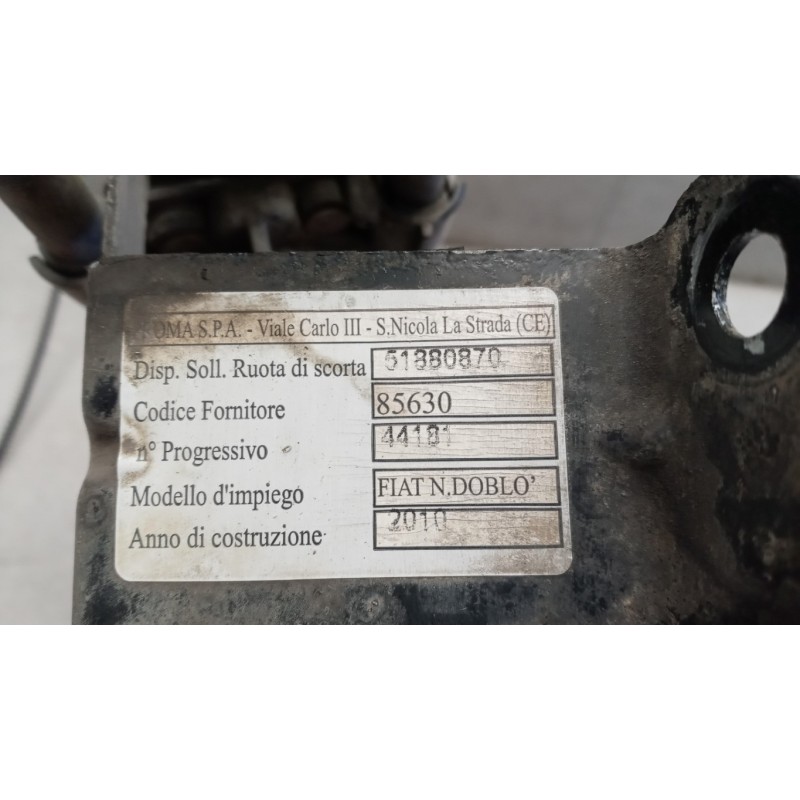 S.P.A. - Viale Carlo III - S.Nicola La Strada (CE)
Disp. Soll. Ruota di scorta 51880870
Codice Fornitore 85630
n° Progressivo 44181
Modello d'impiego FIAT N.DOBLO'
Anno di costruzione 2010